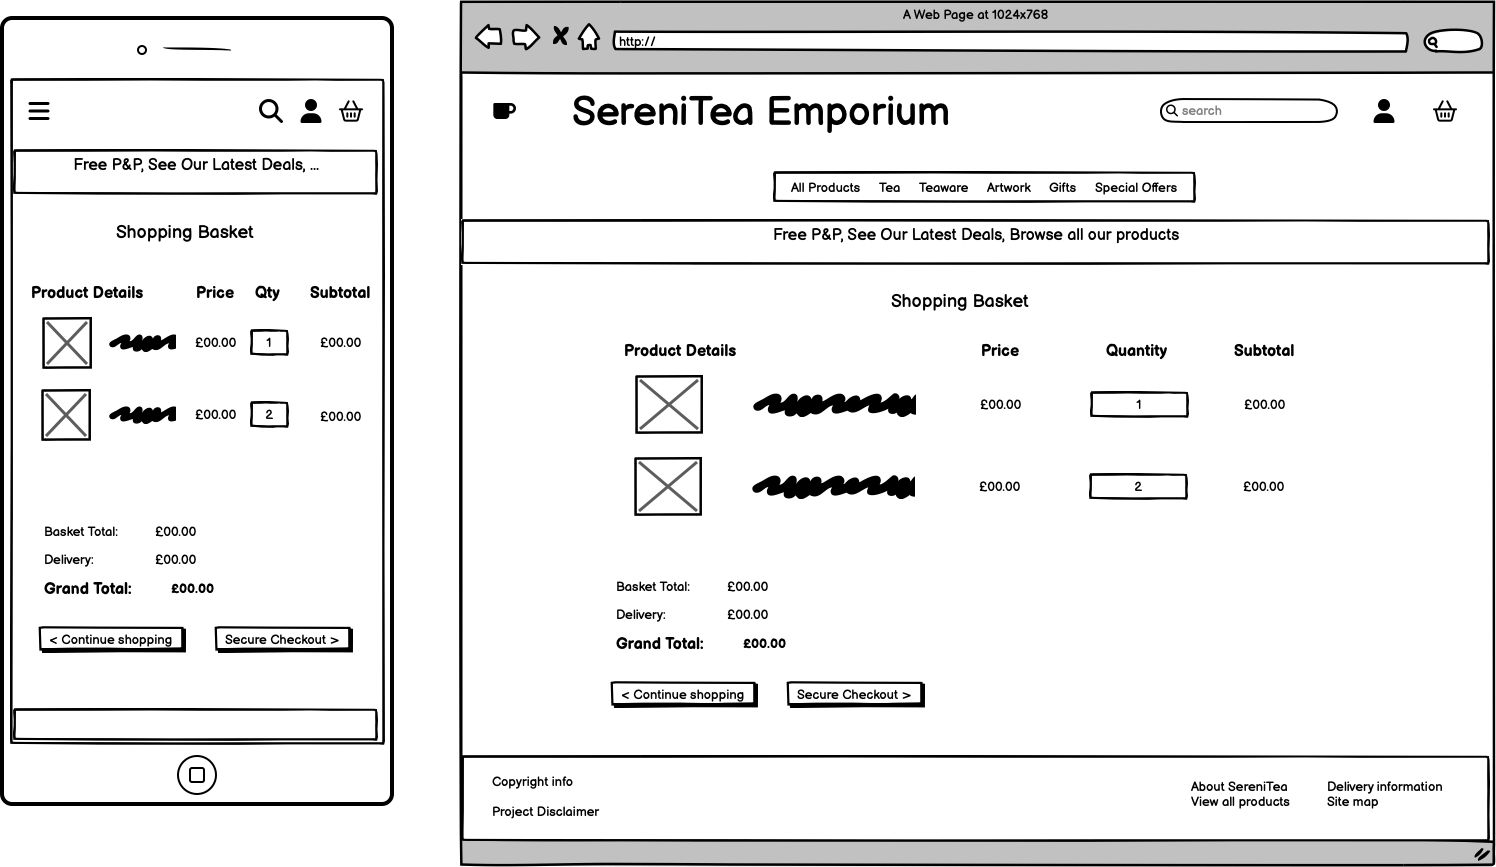 Free P&P, See Our Latest Deals, ...
Shopping Basket
Product Details Price Qty Subtotal
£00.00 1 £00.00
£00.00 2 £00.00
Basket Total: £00.00
Delivery: £00.00
Grand Total: £00.00
< Continue shopping Secure Checkout >
A Web Page at 1024x768
http://
SereniTea Emporium
search
All Products Tea Teaware Artwork Gifts Special Offers
Free P&P, See Our Latest Deals, Browse all our products
Shopping Basket
Product Details Price Quantity Subtotal
£00.00 1 £00.00
£00.00 2 £00.00
Basket Total: £00.00
Delivery: £00.00
Grand Total: £00.00
< Continue shopping Secure Checkout >
Copyright info
Project Disclaimer
About SereniTea
View all products
Delivery information
Site map